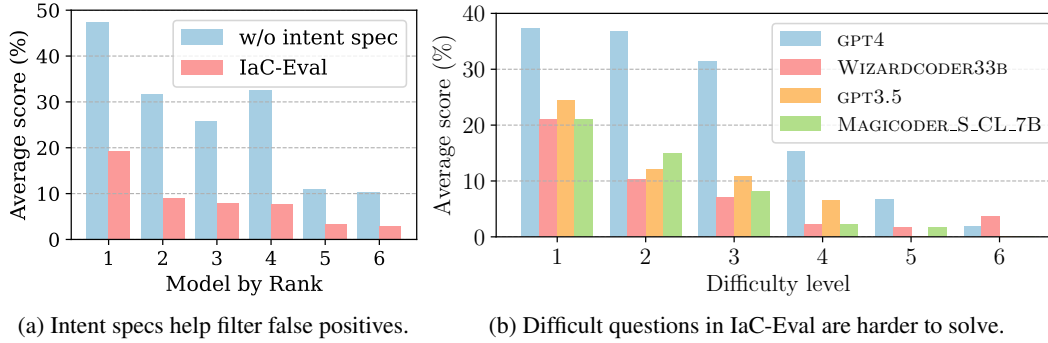 50
40
30
20
10
0
Average score (%)
w/o intent spec
IaC-Eval
1 2 3 4 5 6
Model by Rank
(a) Intent specs help filter false positives.
40
30
20
10
0
Average score (%)
GPT4
WIZARDCODER33B
GPT3.5
MAGICODER_S_CL_7B
1 2 3 4 5 6
Difficulty level
(b) Difficult questions in IaC-Eval are harder to solve.